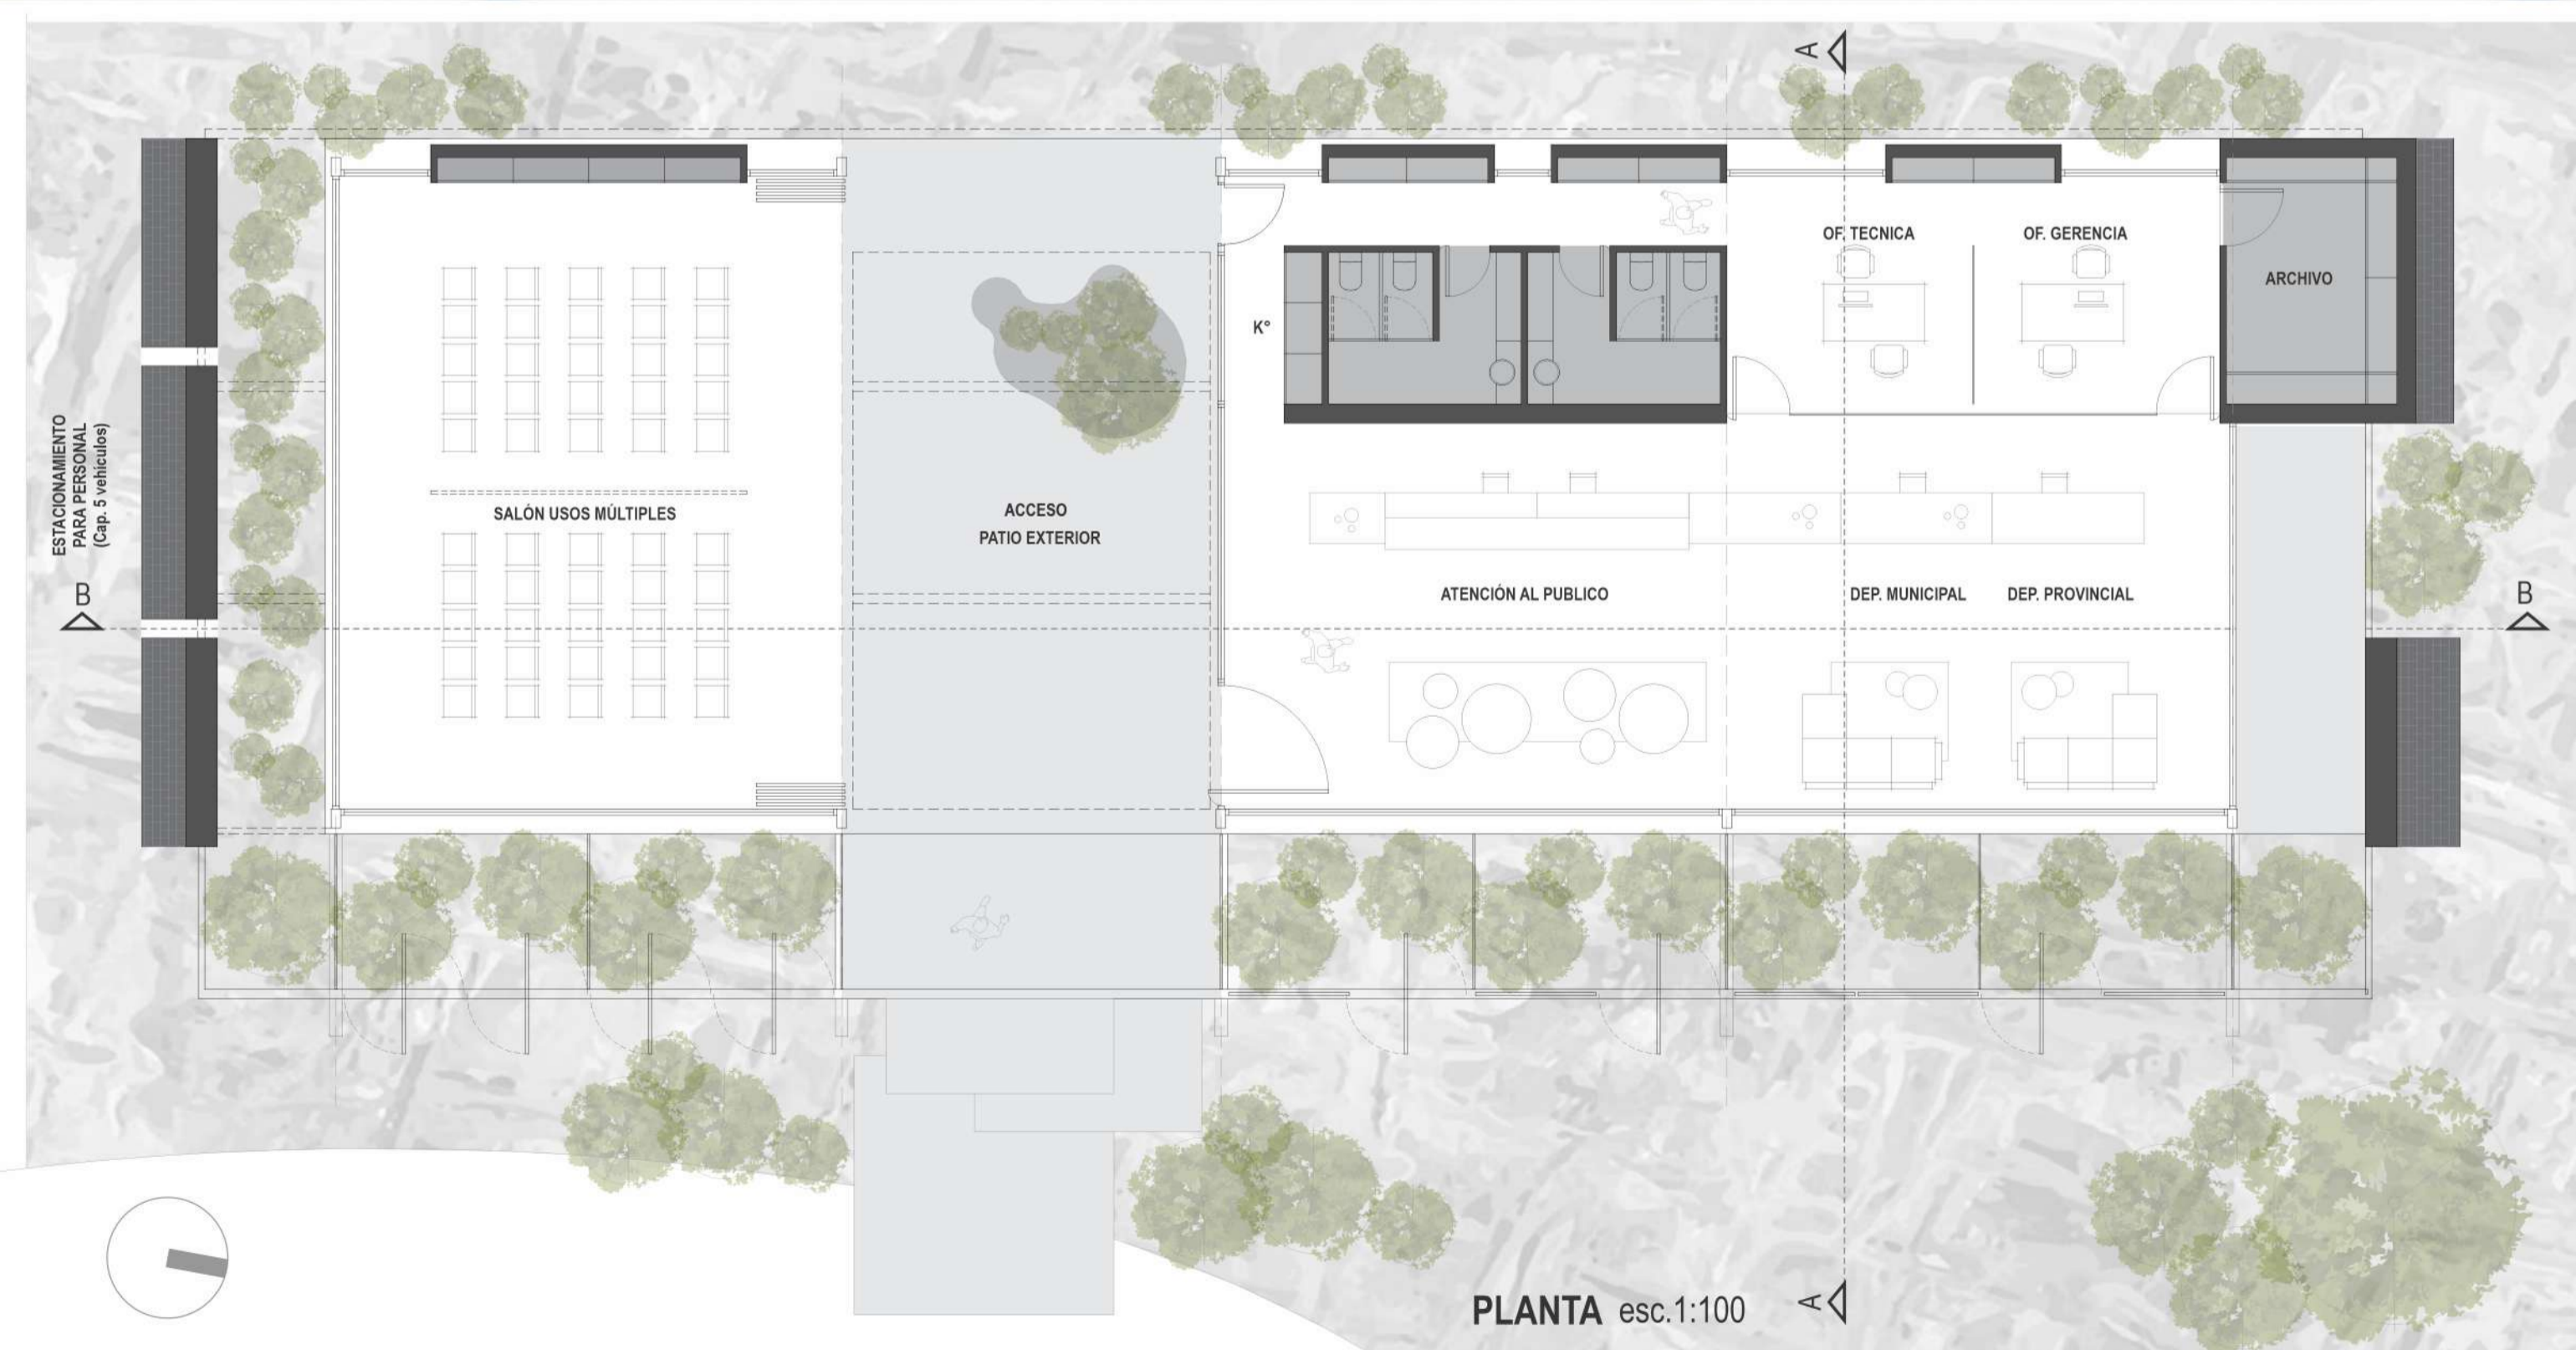 A
OF. TECNICA
OF. GERENCIA
ARCHIVO
K°
ESTACIONAMIENTO
PARA PERSONAL
(Cap. 5 vehículos)
SALÓN USOS MÚLTIPLES
ACCESO
PATIO EXTERIOR
B
ATENCIÓN AL PUBLICO
DEP. MUNICIPAL
DEP. PROVINCIAL
B
PLANTA esc.1:100
A